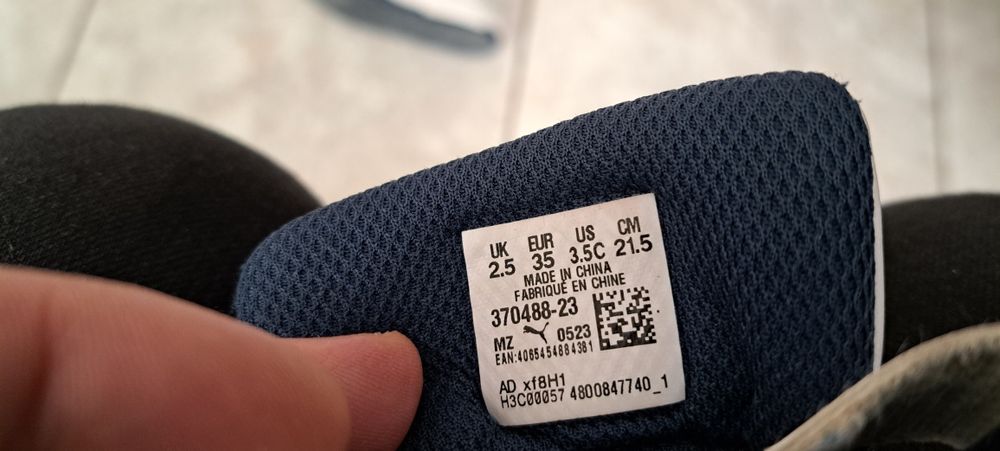 UK EUR US CM
2.5 35 3.5C 21.5
MADE IN CHINA
FABRIQUÉ EN CHINE
370488-23
MZ 0523
EAN:4065454884381
AD xf8H1
H3C00057 4800847740_1